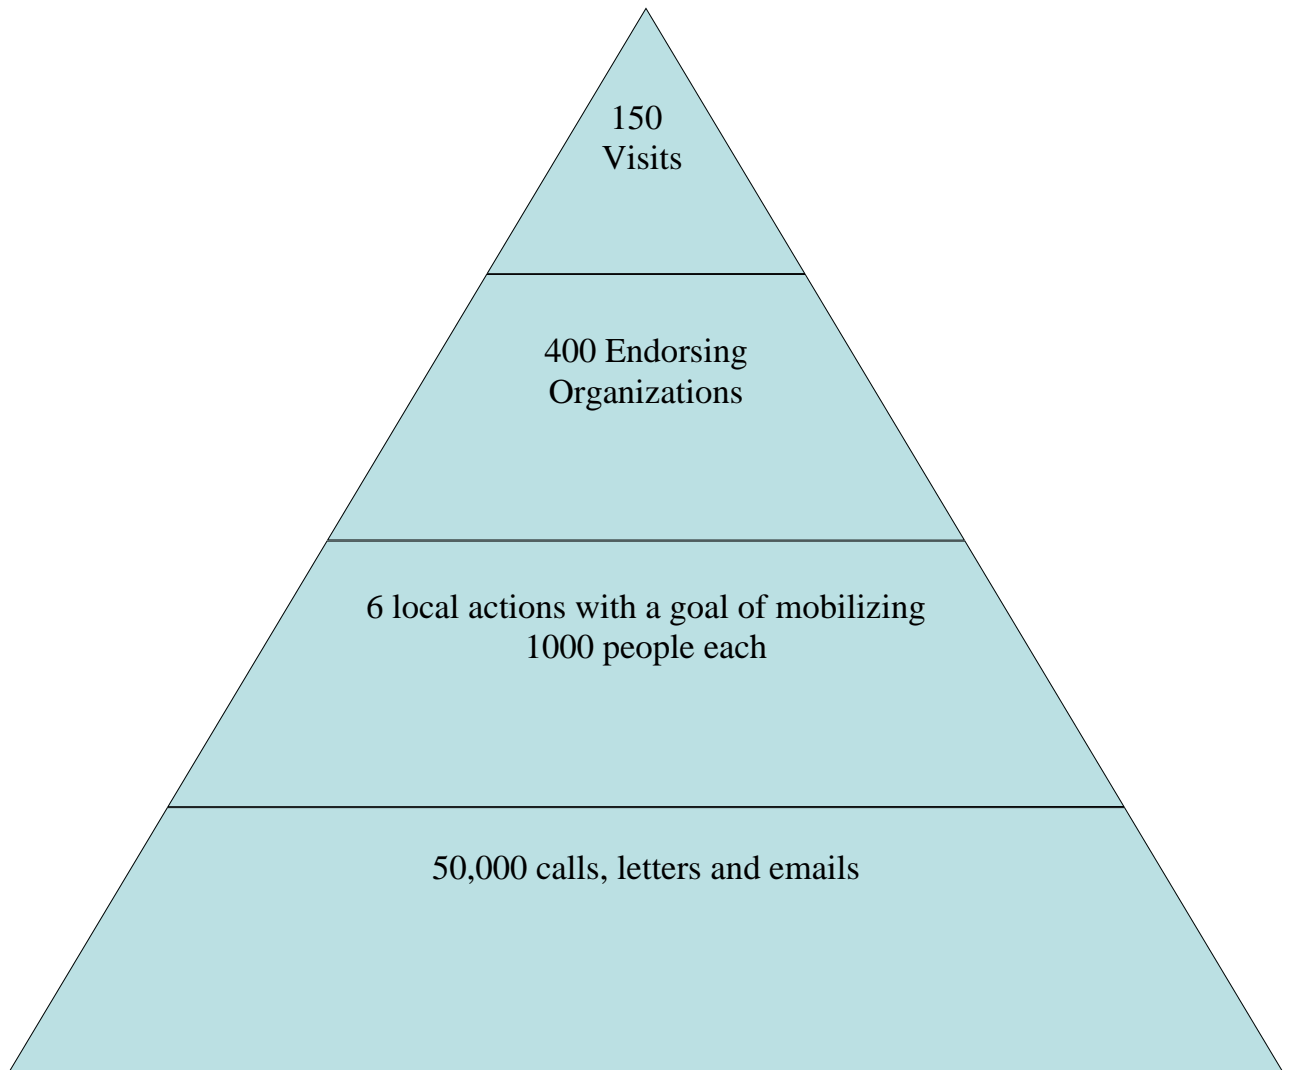 150
Visits
400 Endorsing
Organizations
6 local actions with a goal of mobilizing
1000 people each
50,000 calls, letters and emails